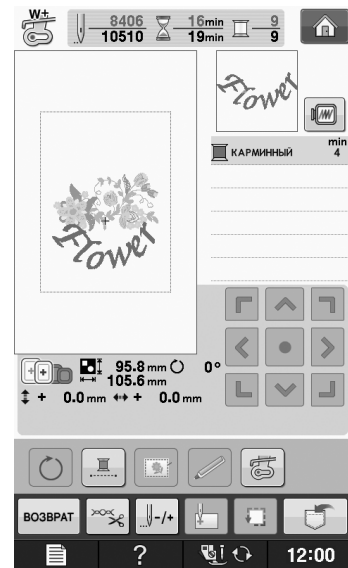 W+
8406 16min 9
10510 19min 9
Flower
min
КАРМИННЫЙ 4
Flower
95.8 mm 0°
105.6 mm
+ 0.0 mm + 0.0 mm
ВОЗВРАТ -/+
? 12:00